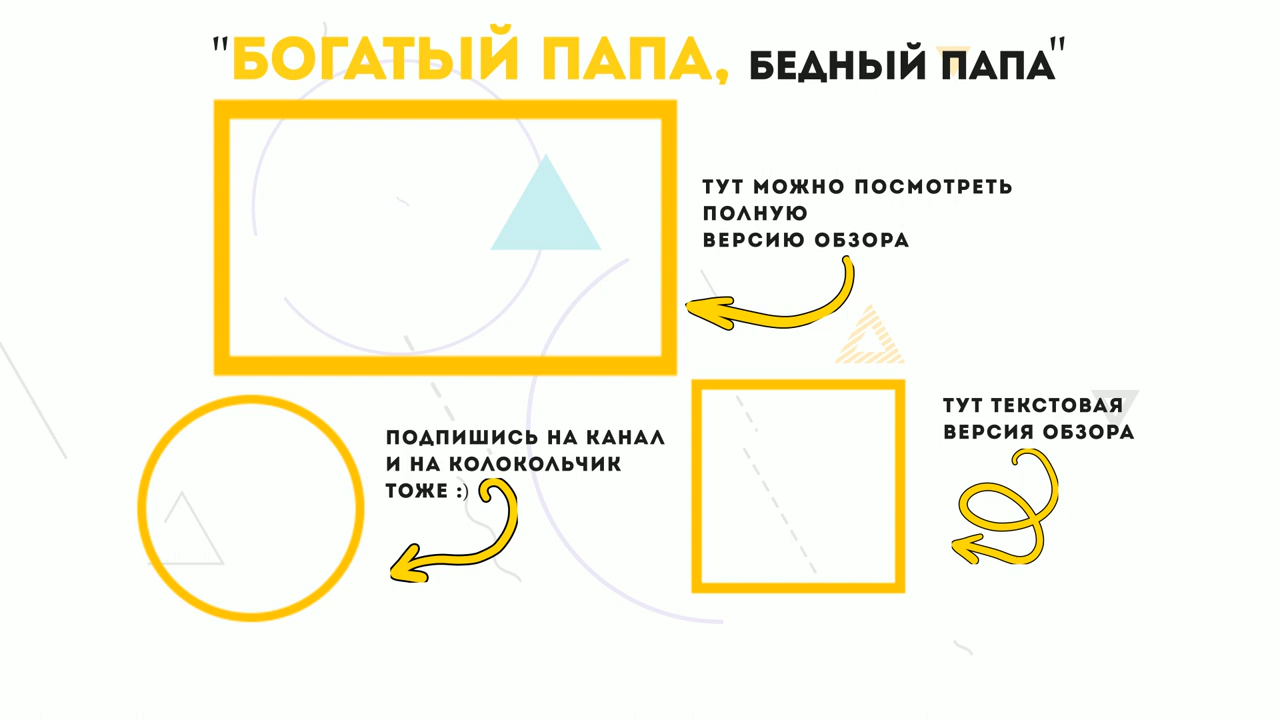 "БОГАТЫЙ ПАПА, БЕДНЫЙ ПАПА"
ТУТ МОЖНО ПОСМОТРЕТЬ
ПОЛНУЮ
ВЕРСИЮ ОБЗОРА
ПОДПИШИСЬ НА КАНАЛ
И НА КОЛОКОЛЬЧИК
ТОЖЕ :)
ТУТ ТЕКСТОВАЯ
ВЕРСИЯ ОБЗОРА